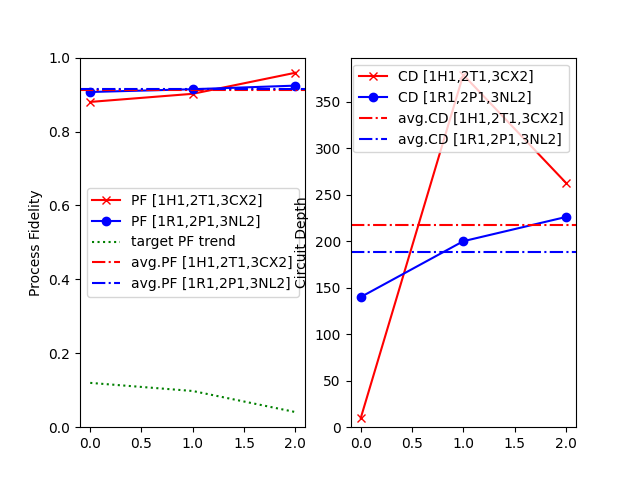 1.0
0.8
0.6
0.4
0.2
0.0
Process Fidelity
PF [1H1,2T1,3CX2]
PF [1R1,2P1,3NL2]
target PF trend
avg.PF [1H1,2T1,3CX2]
avg.PF [1R1,2P1,3NL2]
0.0 0.5 1.0 1.5 2.0
350
300
250
200
150
100
50
0
Circuit Depth
CD [1H1,2T1,3CX2]
CD [1R1,2P1,3NL2]
avg.CD [1H1,2T1,3CX2]
avg.CD [1R1,2P1,3NL2]
0.0 0.5 1.0 1.5 2.0